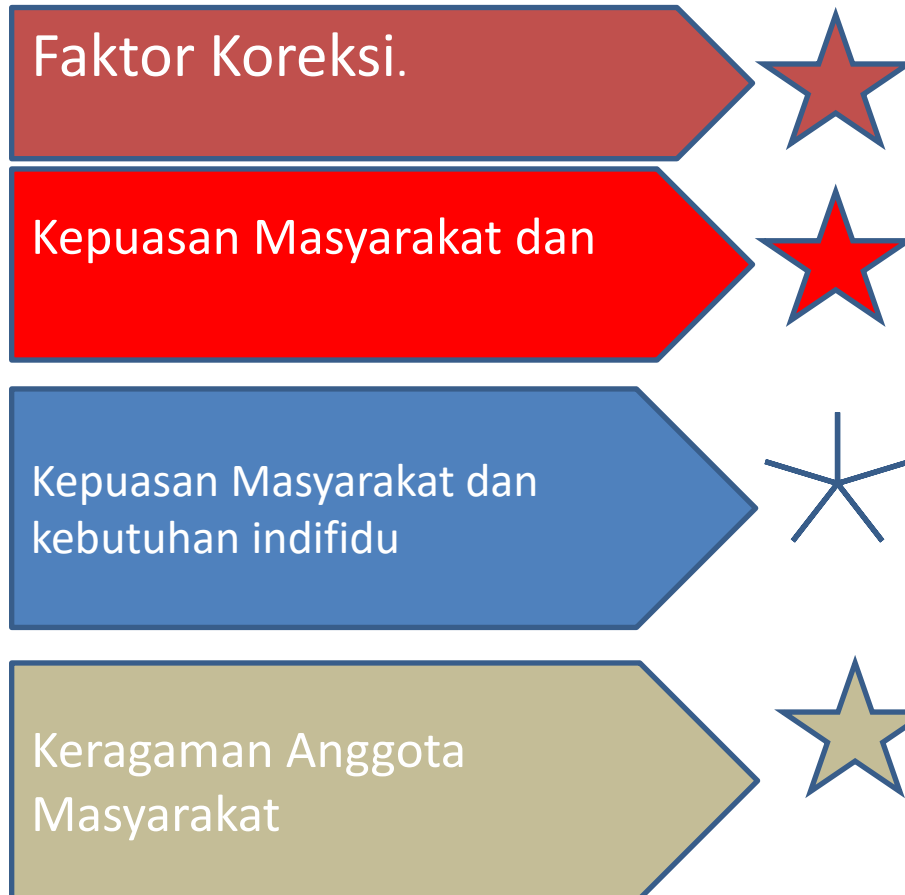 Faktor Koreksi.
Kepuasan Masyarakat dan
Kepuasan Masyarakat dan
kebutuhan indifidu
Keragaman Anggota
Masyarakat